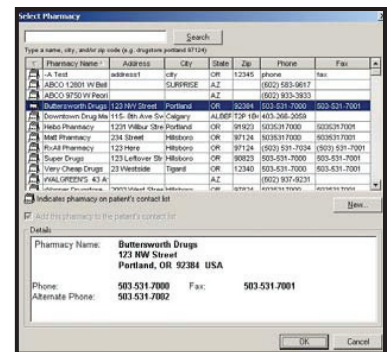 Select Pharmacy
Search
Type a name, city, and/or zip code (e.g. drugstore portland 97124)
Pharmacy Name Address City State Zip Phone Fax
-A Test address1 city OR 12345 phone fax
ABCO 12801 W Bell SURPRISE AZ (602) 583-9617
ABCO 9750 W Peori AZ (602) 933-3933
Buttersworth Drugs 123 NW Street Portland OR 92384 503-531-7000 503-531-7001
Downtown Drug Ma 115- 8th Ave Sv Calgary ALBEF T2P 1B4 403-266-2059
Hebo Pharmacy 1231 Wilbur Stre Portland OR 91923 5035317000 5035317001
Matt Pharmacy 234 Street Hillsboro OR 97124 5035317000 5035317001
RxAll Pharmacy 123 Here Hillsboro OR 97124 (503) 531-7034 (503) 531-7001
Super Drugs 123 Leftover Str Hillsboro OR 90823 503-531-7000 503-531-7001
Very Cheap Drugs 23 Westside Tigard OR 12340 503-531-7000 503-531-7001
WALGREEN'S 43 A AZ (602) 937-9231
Indicates pharmacy on patient's contact list
New...
Add this pharmacy to the patient's contact list
Details
Pharmacy Name: Buttersworth Drugs
123 NW Street
Portland, OR 92384 USA
Phone: 503-531-7000 Fax: 503-531-7001
Alternate Phone: 503-531-7002
OK Cancel